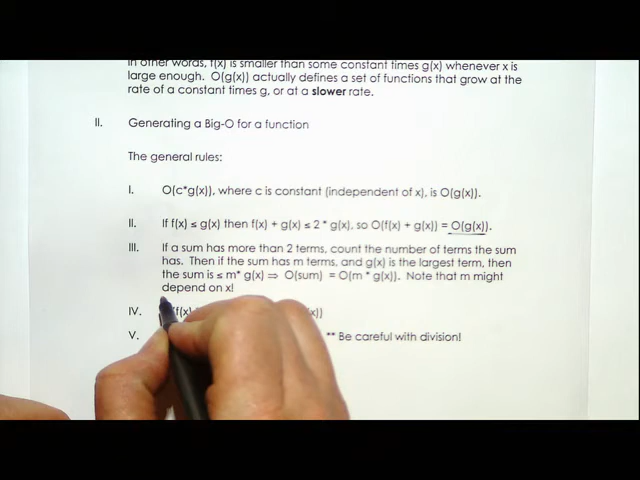 In other words, f(x) is smaller than some constant times g(x) whenever x is
large enough. O(g(x)) actually defines a set of functions that grow at the
rate of a constant times g, or at a slower rate.
II. Generating a Big-O for a function
The general rules:
I. O(c*g(x)), where c is constant (independent of x), is O(g(x)).
II. If f(x) ≤ g(x) then f(x) + g(x) ≤ 2 * g(x), so O(f(x) + g(x)) = O(g(x)).
III. If a sum has more than 2 terms, count the number of terms the sum
has. Then if the sum has m terms, and g(x) is the largest term, then
the sum is ≤ m* g(x) ⇒ O(sum) = O(m * g(x)). Note that m might
depend on x!
IV.
V. ** Be careful with division!